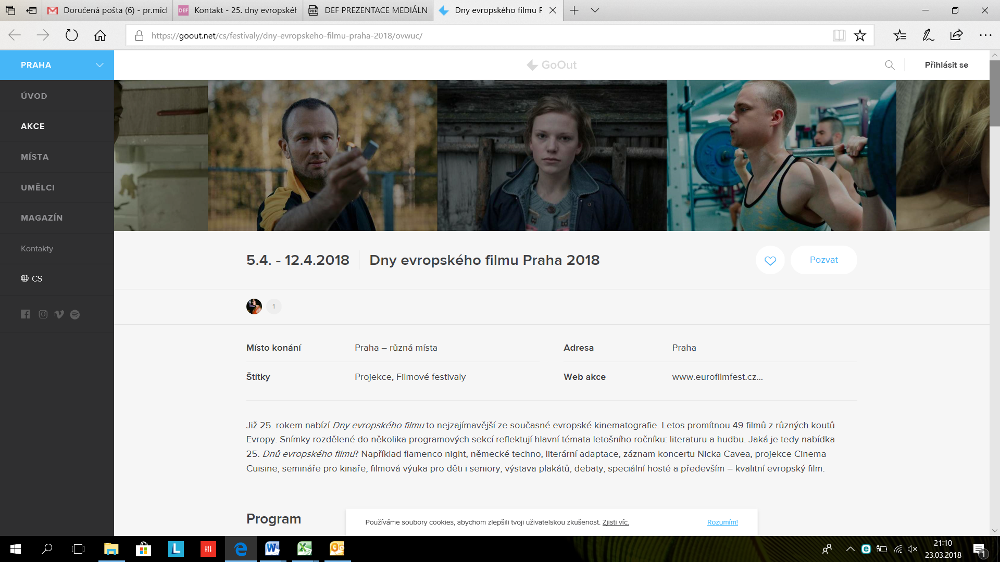 Doručená pošta (6) - pr.micl
DEF
Kontakt - 25. dny evropskéh
PDF
DEF PREZENTACE MEDIÁLN
Dny evropského filmu P
https://goout.net/cs/festivaly/dny-evropskeho-filmu-praha-2018/ovwuc/
PRAHA
GoOut
Přihlásit se
ÚVOD
AKCE
MÍSTA
UMĚLCI
MAGAZÍN
Kontakty
CS
5.4. - 12.4.2018
Dny evropského filmu Praha 2018
Pozvat
1
Místo konání
Praha – různá místa
Adresa
Praha
Štítky
Projekce, Filmové festivaly
Web akce
www.eurofilmfest.cz...
Již 25. rokem nabízí Dny evropského filmu to nejzajímavější ze současné evropské kinematografie. Letos promítnou 49 filmů z různých koutů
Evropy. Snímky rozdělené do několika programových sekcí reflektují hlavní témata letošního ročníku: literaturu a hudbu. Jaká je tedy nabídka
25. Dnů evropského filmu? Například flamenco night, německé techno, literární adaptace, záznam koncertu Nicka Cavea, projekce Cinema
Cuisine, semináře pro kinaře, filmová výuka pro děti i seniory, výstava plakátů, debaty, speciální hosté a především – kvalitní evropský film.
Program
Používáme soubory cookies, abychom zlepšili tvoji uživatelskou zkušenost. Zjisti víc.
Rozumím!
21:10
23.03.2018
1